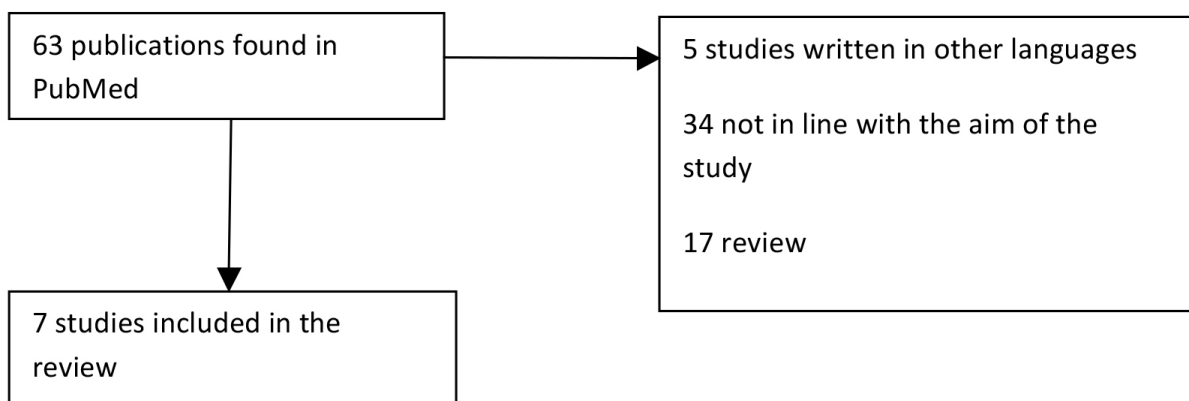 63 publications found in
PubMed
5 studies written in other languages
34 not in line with the aim of the
study
17 review
7 studies included in the
review